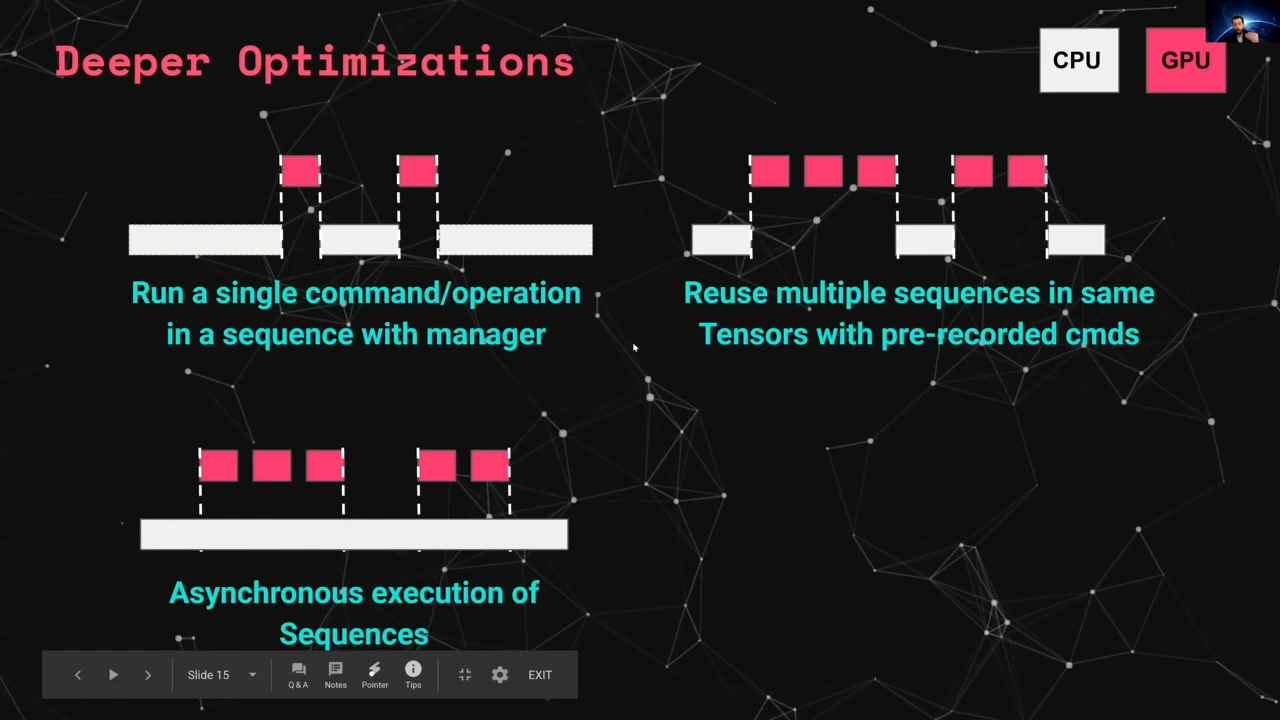 Deeper Optimizations
CPU
GPU
Run a single command/operation
in a sequence with manager
Reuse multiple sequences in same
Tensors with pre-recorded cmds
Asynchronous execution of
Sequences
Slide 15
Q & A
Notes
Pointer
Tips
EXIT